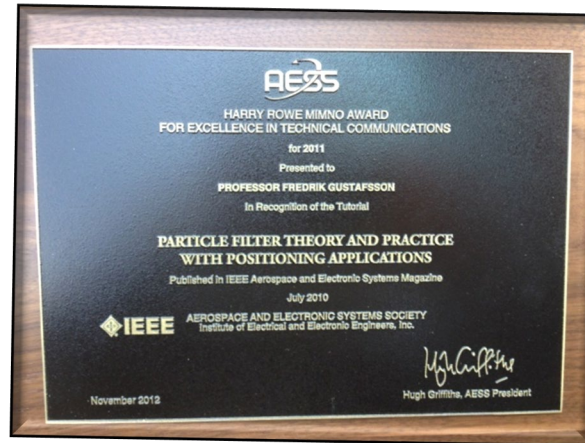 AESS
HARRY ROWE MIMNO AWARD
FOR EXCELLENCE IN TECHNICAL COMMUNICATIONS
for 2011
Presented to
PROFESSOR FREDRIK GUSTAFSSON
In Recognition of the Tutorial
PARTICLE FILTER THEORY AND PRACTICE
WITH POSITIONING APPLICATIONS
Published in IEEE Aerospace and Electronic Systems Magazine
July 2010
IEEE
AEROSPACE AND ELECTRONIC SYSTEMS SOCIETY
Institute of Electrical and Electronic Engineers, Inc.
Hugh Griffiths
November 2012
Hugh Griffiths, AESS President